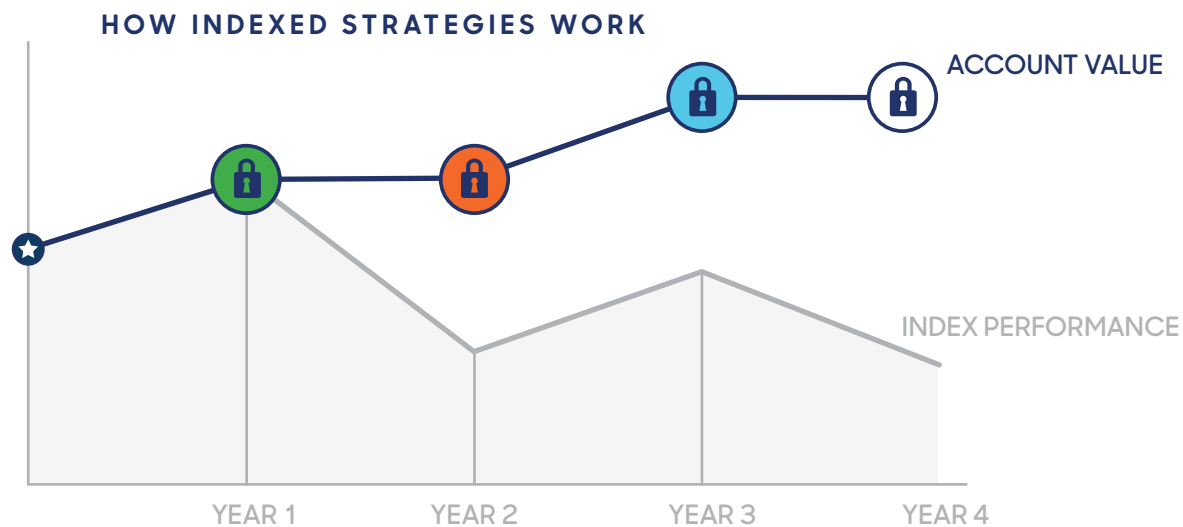 HOW INDEXED STRATEGIES WORK
ACCOUNT VALUE
INDEX PERFORMANCE
YEAR 1
YEAR 2
YEAR 3
YEAR 4